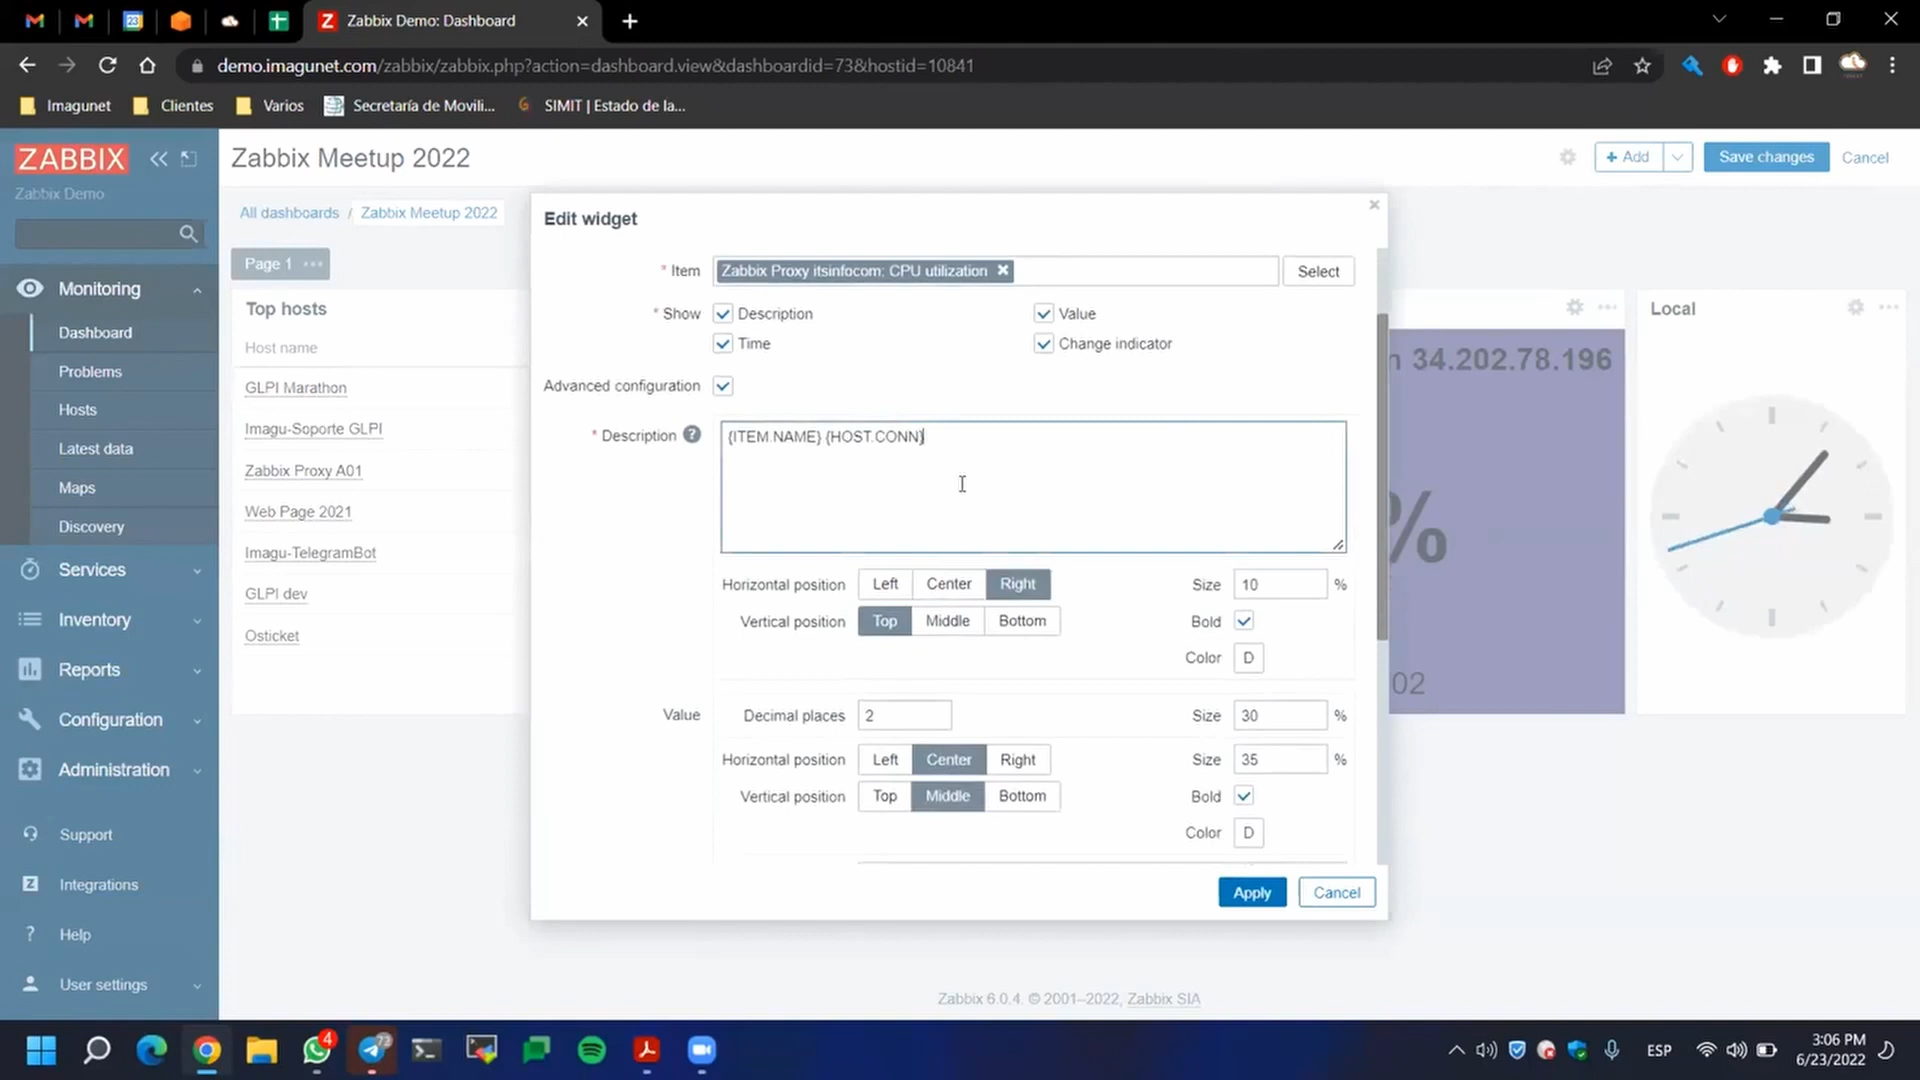 Zabbix Demo: Dashboard
demo.imagunet.com/zabbix/zabbix.php?action=dashboard.view&dashboardid=73&hostid=10841
Imagunet
Clientes
Varios
Secretaría de Movili...
SIMIT | Estado de la...
ZABBIX
Zabbix Demo
Monitoring
Dashboard
Problems
Hosts
Latest data
Maps
Discovery
Services
Inventory
Reports
Configuration
Administration
Support
Integrations
Help
User settings
Zabbix Meetup 2022
+ Add
Save changes
Cancel
All dashboards / Zabbix Meetup 2022
Page 1 ...
Top hosts
Host name
GLPI Marathon
Imagu-Soporte GLPI
Zabbix Proxy A01
Web Page 2021
Imagu-TelegramBot
GLPI dev
Osticket
Edit widget
* Item Zabbix Proxy itsinfocom: CPU utilization Select
* Show Description Value
Time Change indicator
Advanced configuration
* Description ? {ITEM.NAME} {HOST.CONN}
Horizontal position Left Center Right Size 10 %
Vertical position Top Middle Bottom Bold
Color D
Value Decimal places 2 Size 30 %
Horizontal position Left Center Right Size 35 %
Vertical position Top Middle Bottom Bold
Color D
Apply Cancel
n 34.202.78.196
%
02
Local
Zabbix 6.0.4. © 2001–2022, Zabbix SIA
4
73
ESP
3:06 PM
6/23/2022